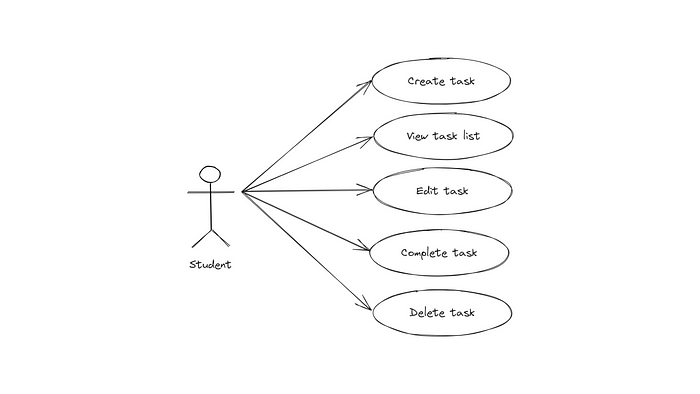 Create task
View task list
Edit task
Complete task
Delete task
Student